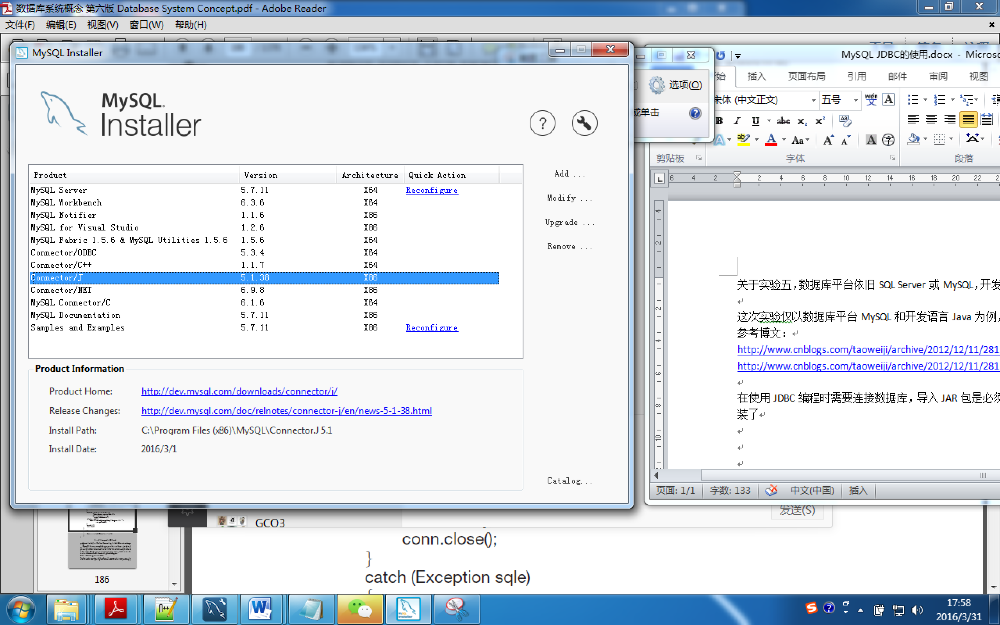 数据库系统概念 第六版 Database System Concept.pdf - Adobe Reader
文件(F) 编辑(E) 视图(V) 窗口(W) 帮助(H)
MySQL Installer
MySQL JDBC的使用.docx - Microso
MySQL.
Installer
?
选项(O)
或单击
始 插入 页面布局 引用 邮件 审阅 视图
宋体 (中文正文) 五号
剪贴板 字体 段落
Product Version Architecture Quick Action
MySQL Server 5.7.11 X64 Reconfigure
MySQL Workbench 6.3.6 X64
MySQL Notifier 1.1.6 X86
MySQL for Visual Studio 1.2.6 X86
MySQL Fabric 1.5.6 & MySQL Utilities 1.5.6 1.5.6 X64
Connector/ODBC 5.3.4 X64
Connector/C++ 1.1.7 X64
Connector/J 5.1.38 X86
Connector/NET 6.9.8 X86
MySQL Connector/C 6.1.6 X64
MySQL Documentation 5.7.11 X86
Samples and Examples 5.7.11 X86 Reconfigure
Add ...
Modify ...
Upgrade ...
Remove ...
Catalog...
Product Information
Product Home: http://dev.mysql.com/downloads/connector/j/
Release Changes: http://dev.mysql.com/doc/relnotes/connector-j/en/news-5-1-38.html
Install Path: C:\Program Files (x86)\MySQL\Connector.J 5.1
Install Date: 2016/3/1
6 4 2 2 4 6 8 10 12 14 16 18 20 22
关于实验五，数据库平台依旧 SQL Server 或 MySQL，开发
这次实验仅以数据库平台 MySQL 和开发语言 Java 为例，
参考博文：
http://www.cnblogs.com/taoweiji/archive/2012/12/11/281
http://www.cnblogs.com/taoweiji/archive/2012/12/11/281
在使用 JDBC 编程时需要连接数据库，导入 JAR 包是必须
装了
页面: 1/1 字数: 133 中文(中国) 插入
发送(S)
GCO3
186
conn.close();
}
catch (Exception sqle)
17:58
2016/3/31